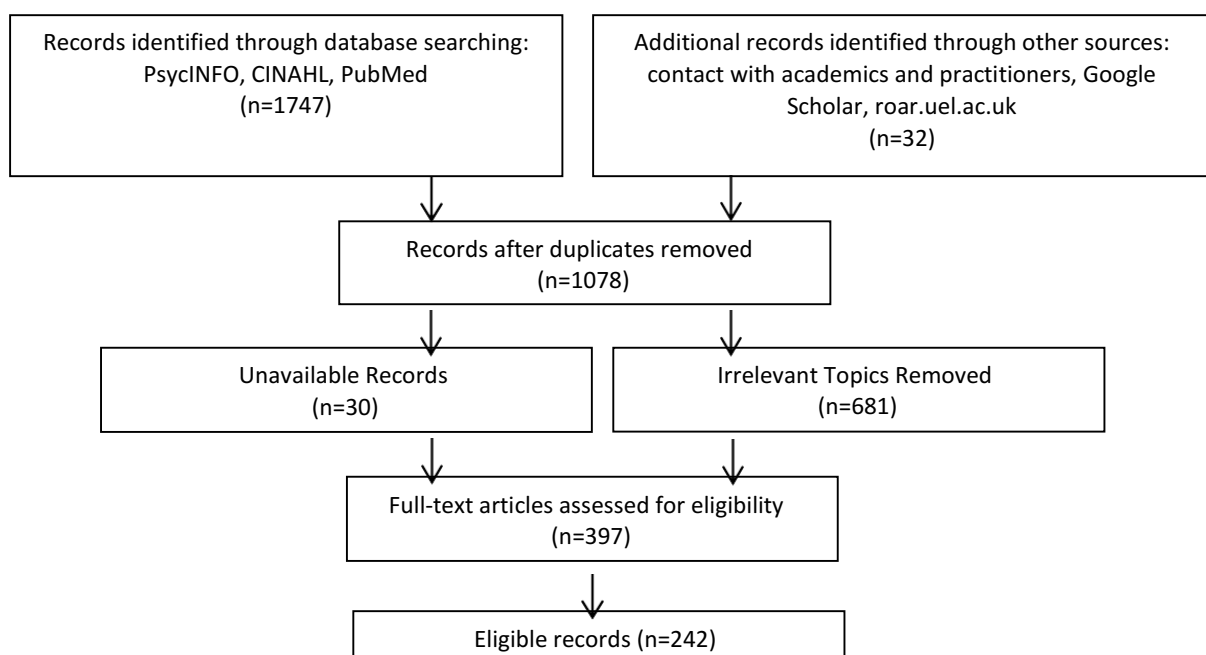 Records identified through database searching:
PsycINFO, CINAHL, PubMed
(n=1747)
Additional records identified through other sources:
contact with academics and practitioners, Google
Scholar, roar.uel.ac.uk
(n=32)
Records after duplicates removed
(n=1078)
Unavailable Records
(n=30)
Irrelevant Topics Removed
(n=681)
Full-text articles assessed for eligibility
(n=397)
Eligible records (n=242)